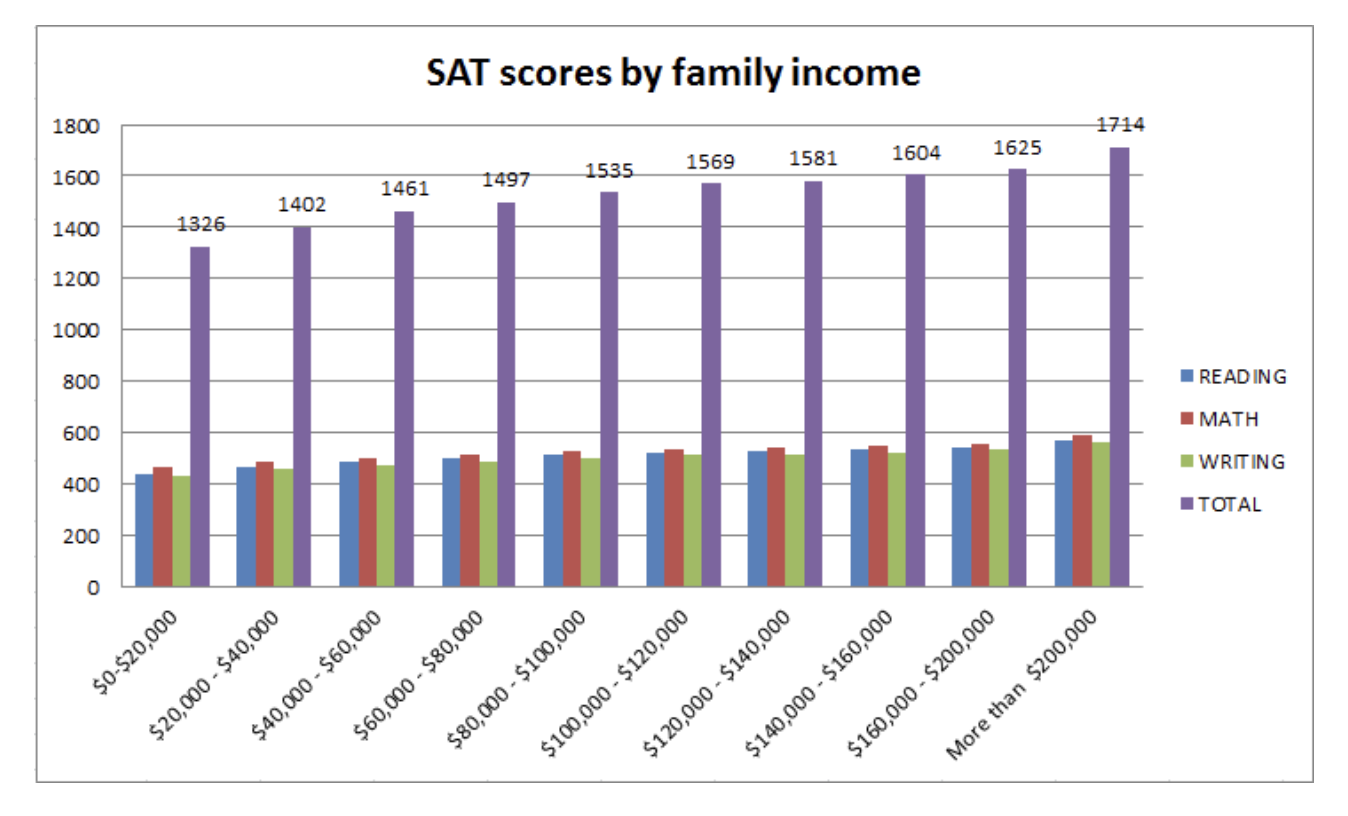 SAT scores by family income
1800
1600
1400
1200
1000
800
600
400
200
0
1326
1402
1461
1497
1535
1569
1581
1604
1625
1714
$0-$20,000
$20,000 - $40,000
$40,000 - $60,000
$60,000 - $80,000
$80,000 - $100,000
$100,000 - $120,000
$120,000 - $140,000
$140,000 - $160,000
$160,000 - $200,000
More than $200,000
READING
MATH
WRITING
TOTAL